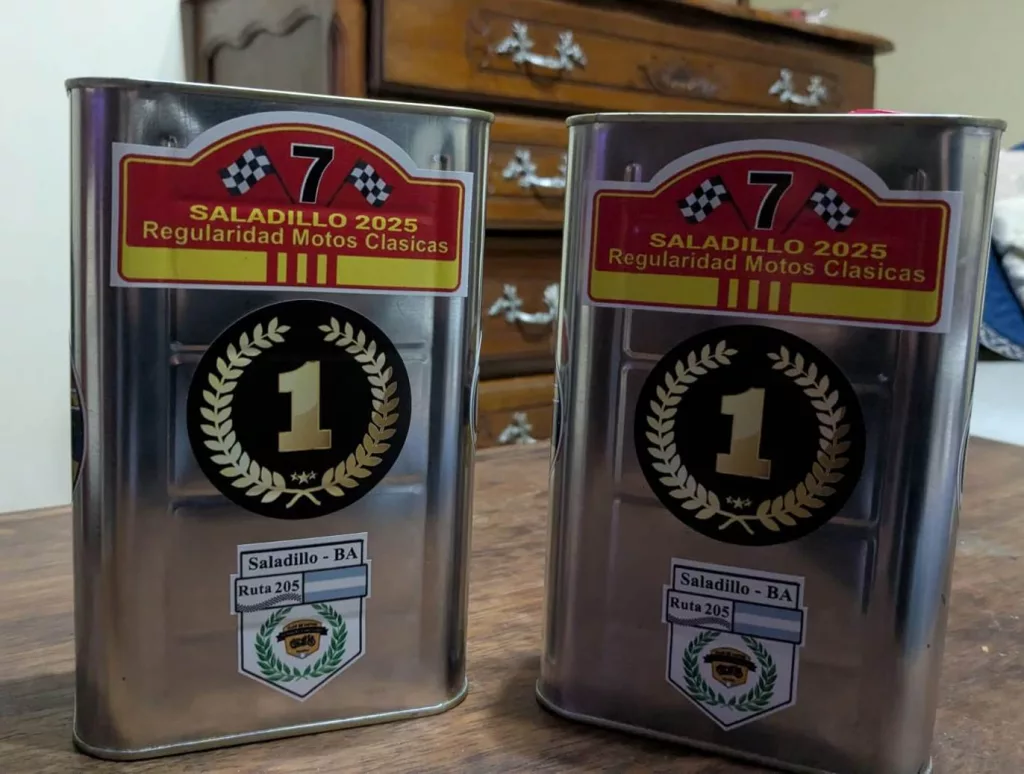 7
SALADILLO 2025
Regularidad Motos Clasicas
1
Saladillo - BA
Ruta 205
7
SALADILLO 2025
Regularidad Motos Clasicas
1
Saladillo - BA
Ruta 205